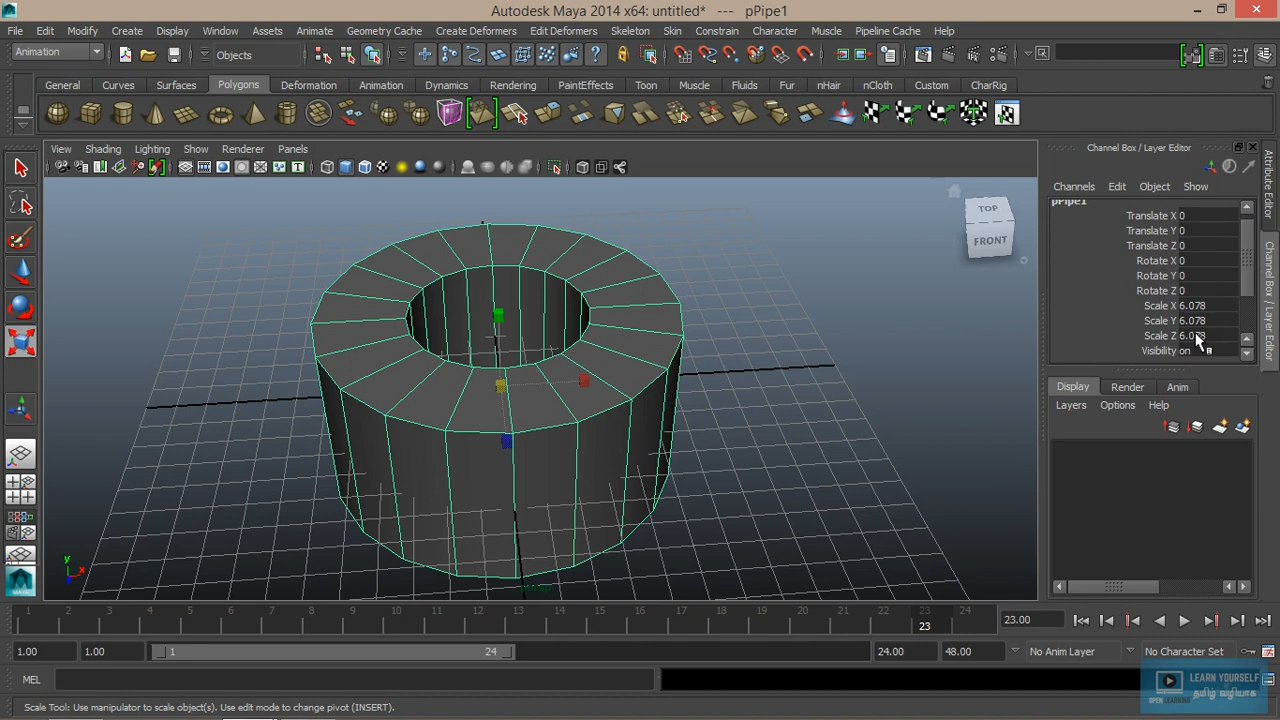 Autodesk Maya 2014 x64: untitled* --- pPipe1
File Edit Modify Create Display Window Assets Animate Geometry Cache Create Deformers Edit Deformers Skeleton Skin Constrain Character Muscle Pipeline Cache Help
Animation Objects
General Curves Surfaces Polygons Deformation Animation Dynamics Rendering PaintEffects Toon Muscle Fluids Fur nHair nCloth Custom CharRig
View Shading Lighting Show Renderer Panels
Channel Box / Layer Editor
Channels Edit Object Show
pPipe1
Translate X 0
Translate Y 0
Translate Z 0
Rotate X 0
Rotate Y 0
Rotate Z 0
Scale X 6.078
Scale Y 6.078
Scale Z 6.078
Visibility on
Attribute Editor
Channel Box / Layer Editor
TOP
FRONT
Display Render Anim
Layers Options Help
y
x
MAYA
1 2 3 4 5 6 7 8 9 10 11 12 13 14 15 16 17 18 19 20 21 22 23 24
23
23.00
1.00 1.00 1 24 24.00 48.00 No Anim Layer No Character Set
MEL
Scale Tool: Use manipulator to scale object(s). Use edit mode to change pivot (INSERT).
LEARN YOURSELF
தமிழ் வழியாக
OPEN LEARNING